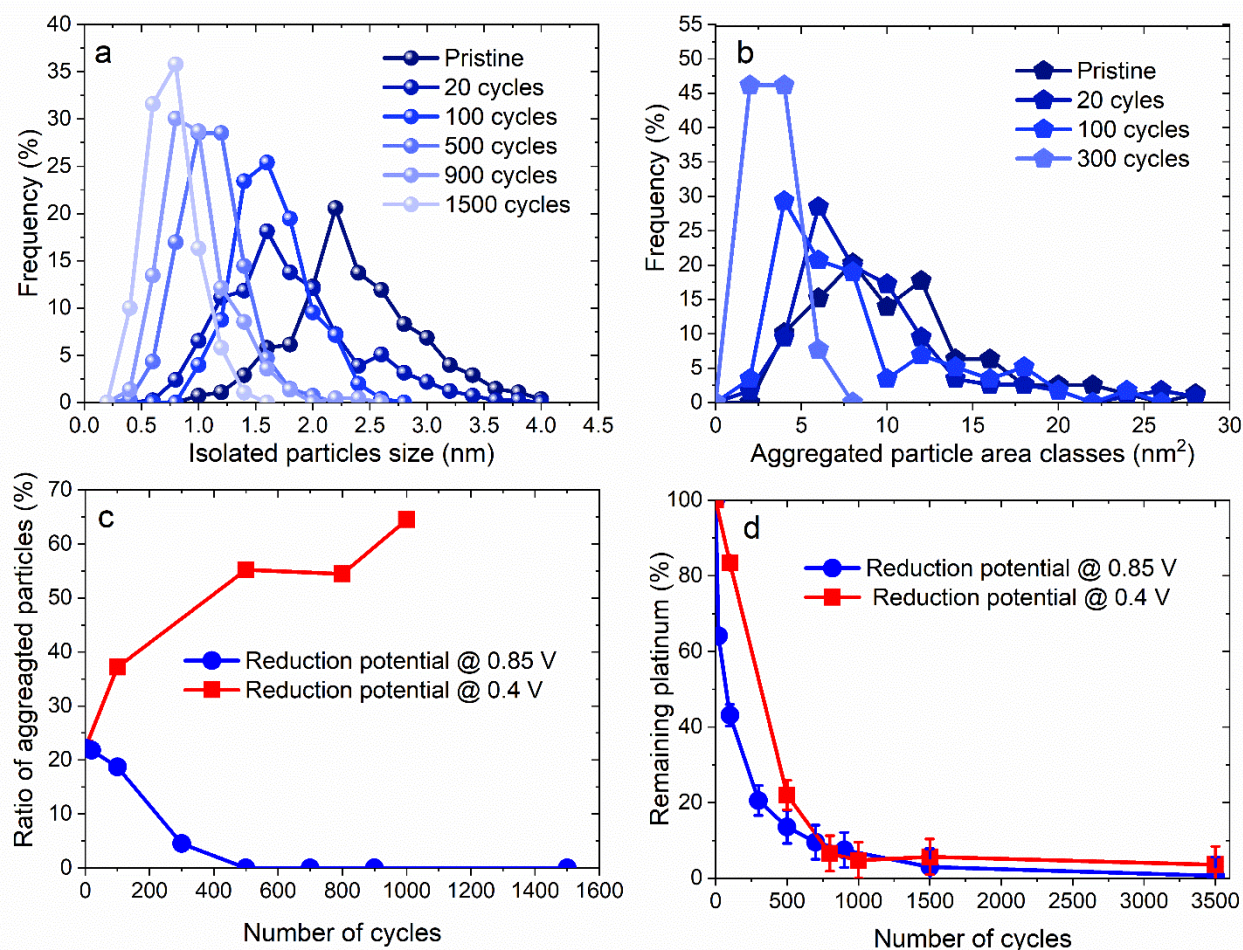 a
Pristine
20 cycles
100 cycles
500 cycles
900 cycles
1500 cycles
Frequency (%)
0
5
10
15
20
25
30
35
40
0.0 0.5 1.0 1.5 2.0 2.5 3.0 3.5 4.0 4.5
Isolated particles size (nm)
b
Pristine
20 cyles
100 cycles
300 cycles
Frequency (%)
0
5
10
15
20
25
30
35
40
45
50
55
0 5 10 15 20 25 30
Aggregated particle area classes (nm²)
c
Reduction potential @ 0.85 V
Reduction potential @ 0.4 V
Ratio of aggreagted particles (%)
0
10
20
30
40
50
60
70
0 200 400 600 800 1000 1200 1400 1600
Number of cycles
d
Reduction potential @ 0.85 V
Reduction potential @ 0.4 V
Remaining platinum (%)
0
20
40
60
80
100
0 500 1000 1500 2000 2500 3000 3500
Number of cycles